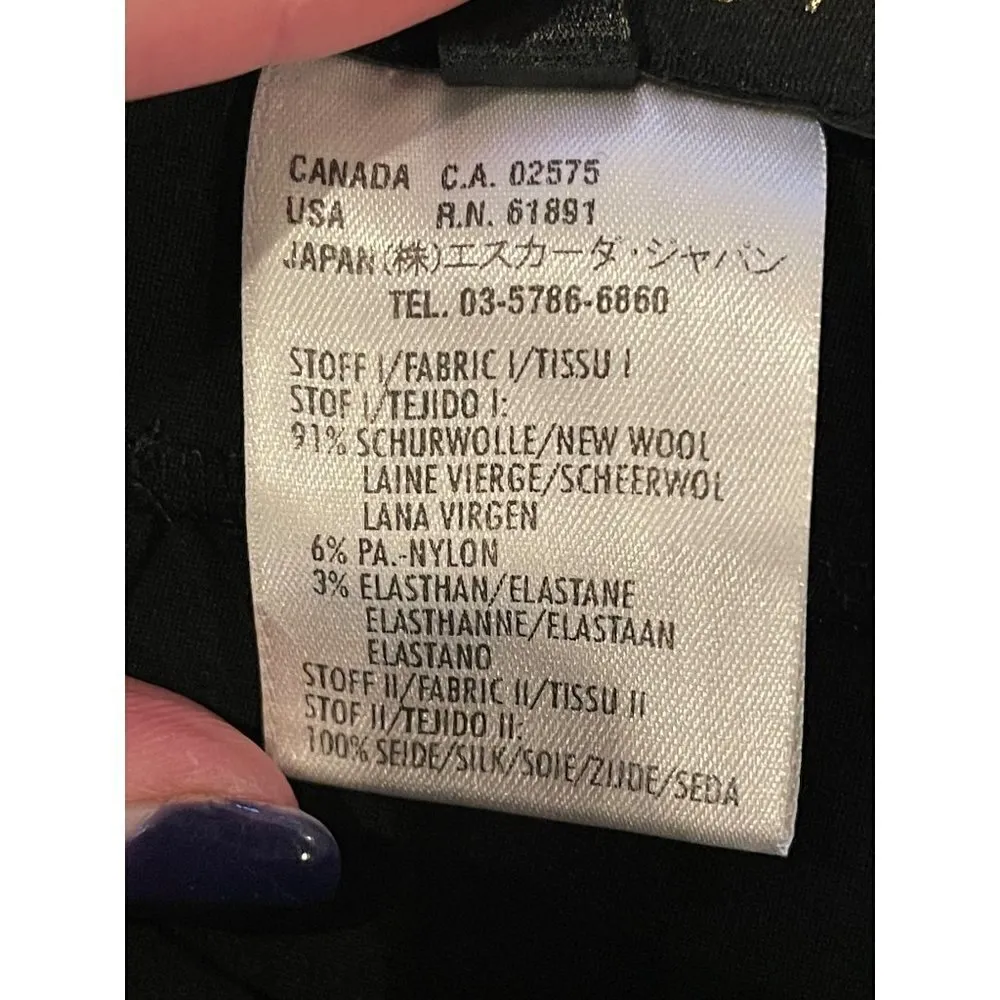 CANADA C.A. 02575
USA R.N. 61891
JAPAN (株)エスカーダ・ジャパン
TEL. 03-5786-6860
STOFF I/FABRIC I/TISSU I
STOF I/TEJIDO I:
91% SCHURWOLLE/NEW WOOL
LAINE VIERGE/SCHEERWOL
LANA VIRGEN
6% PA.-NYLON
3% ELASTHAN/ELASTANE
ELASTHANNE/ELASTAAN
ELASTANO
STOFF II/FABRIC II/TISSU II
STOF II/TEJIDO II:
100% SEIDE/SILK/SOIE/ZIJDE/SEDA